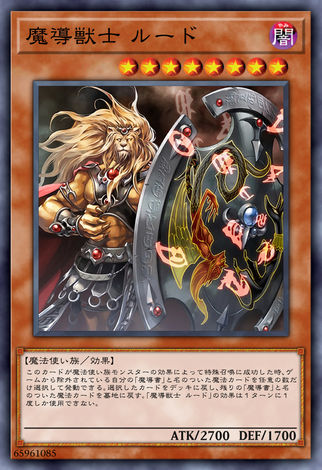 魔導獣士 ルード
やみ
闇
【魔法使い族／効果】
このカードが魔法使い族モンスターの効果によって特殊召喚に成功した時、ゲ
ームから除外されている自分の「魔導書」と名のついた魔法カードを任意の数だ
け選択して発動できる。選択したカードをデッキに戻し、残りの「魔導書」と名
のついた魔法カードを墓地に戻す。「魔導獣士 ルード」の効果は１ターンに１
度しか使用できない。
ATK/2700 DEF/1700
65961085